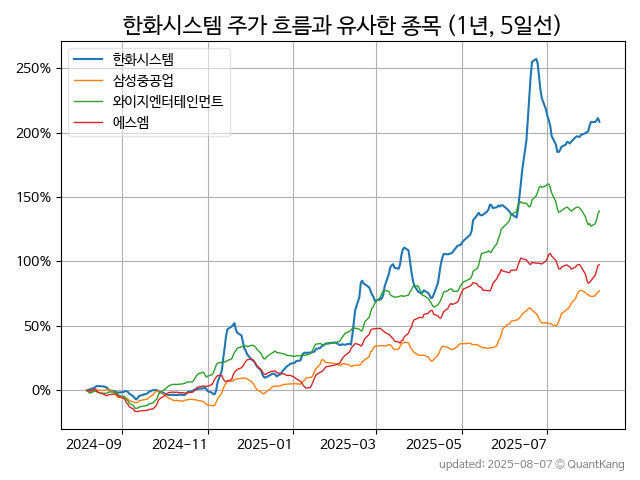 한화시스템 주가 흐름과 유사한 종목 (1년, 5일선)
한화시스템
삼성중공업
와이지엔터테인먼트
에스엠
250%
200%
150%
100%
50%
0%
2024-09 2024-11 2025-01 2025-03 2025-05 2025-07
updated: 2025-08-07 © QuantKang